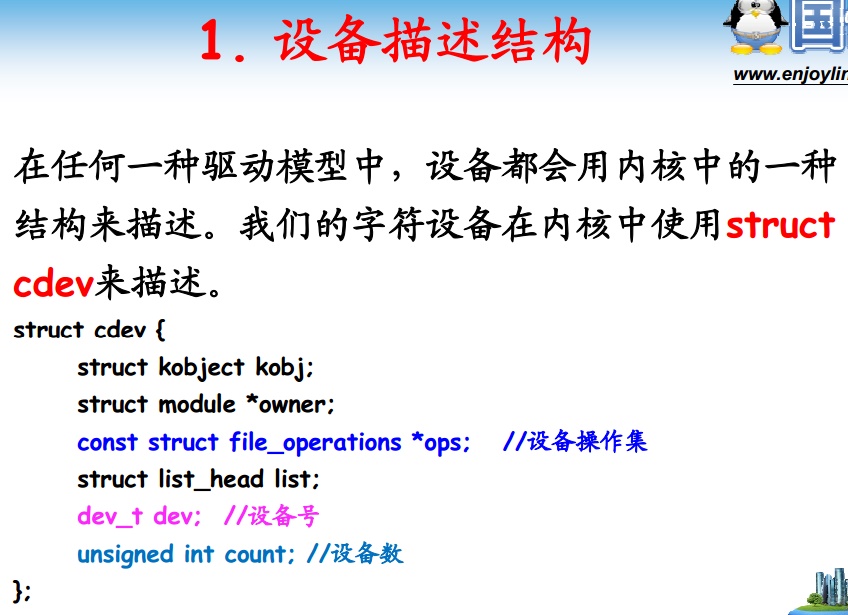 1. 设备描述结构
国
www.enjoylin
在任何一种驱动模型中，设备都会用内核中的一种
结构来描述。我们的字符设备在内核中使用struct
cdev来描述。
struct cdev {
struct kobject kobj;
struct module *owner;
const struct file_operations *ops; //设备操作集
struct list_head list;
dev_t dev; //设备号
unsigned int count; //设备数
};